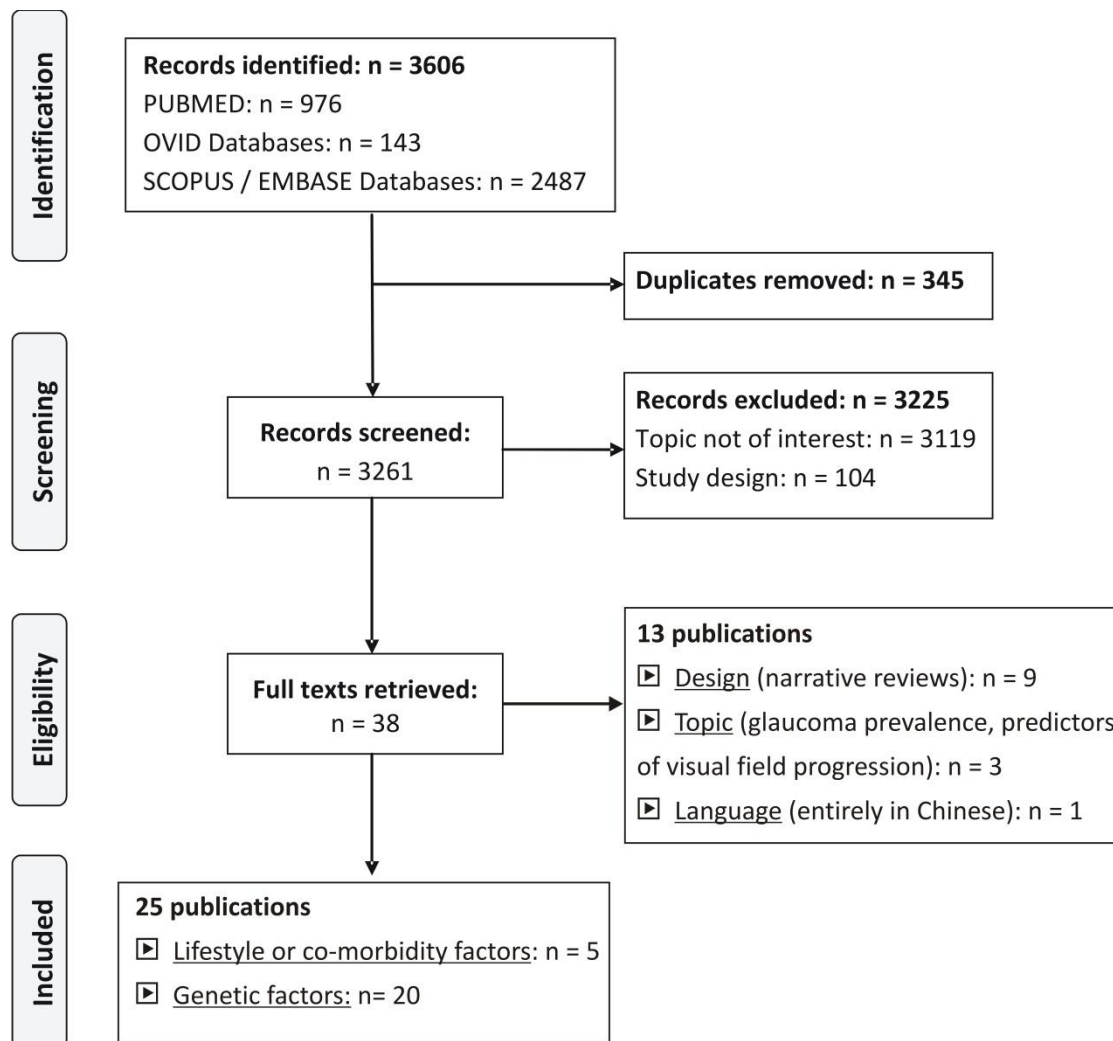 Identification
Records identified: n = 3606
PUBMED: n = 976
OVID Databases: n = 143
SCOPUS / EMBASE Databases: n = 2487
Duplicates removed: n = 345
Screening
Records screened:
n = 3261
Records excluded: n = 3225
Topic not of interest: n = 3119
Study design: n = 104
Eligibility
Full texts retrieved:
n = 38
13 publications
Design (narrative reviews): n = 9
Topic (glaucoma prevalence, predictors
of visual field progression): n = 3
Language (entirely in Chinese): n = 1
Included
25 publications
Lifestyle or co-morbidity factors: n = 5
Genetic factors: n= 20